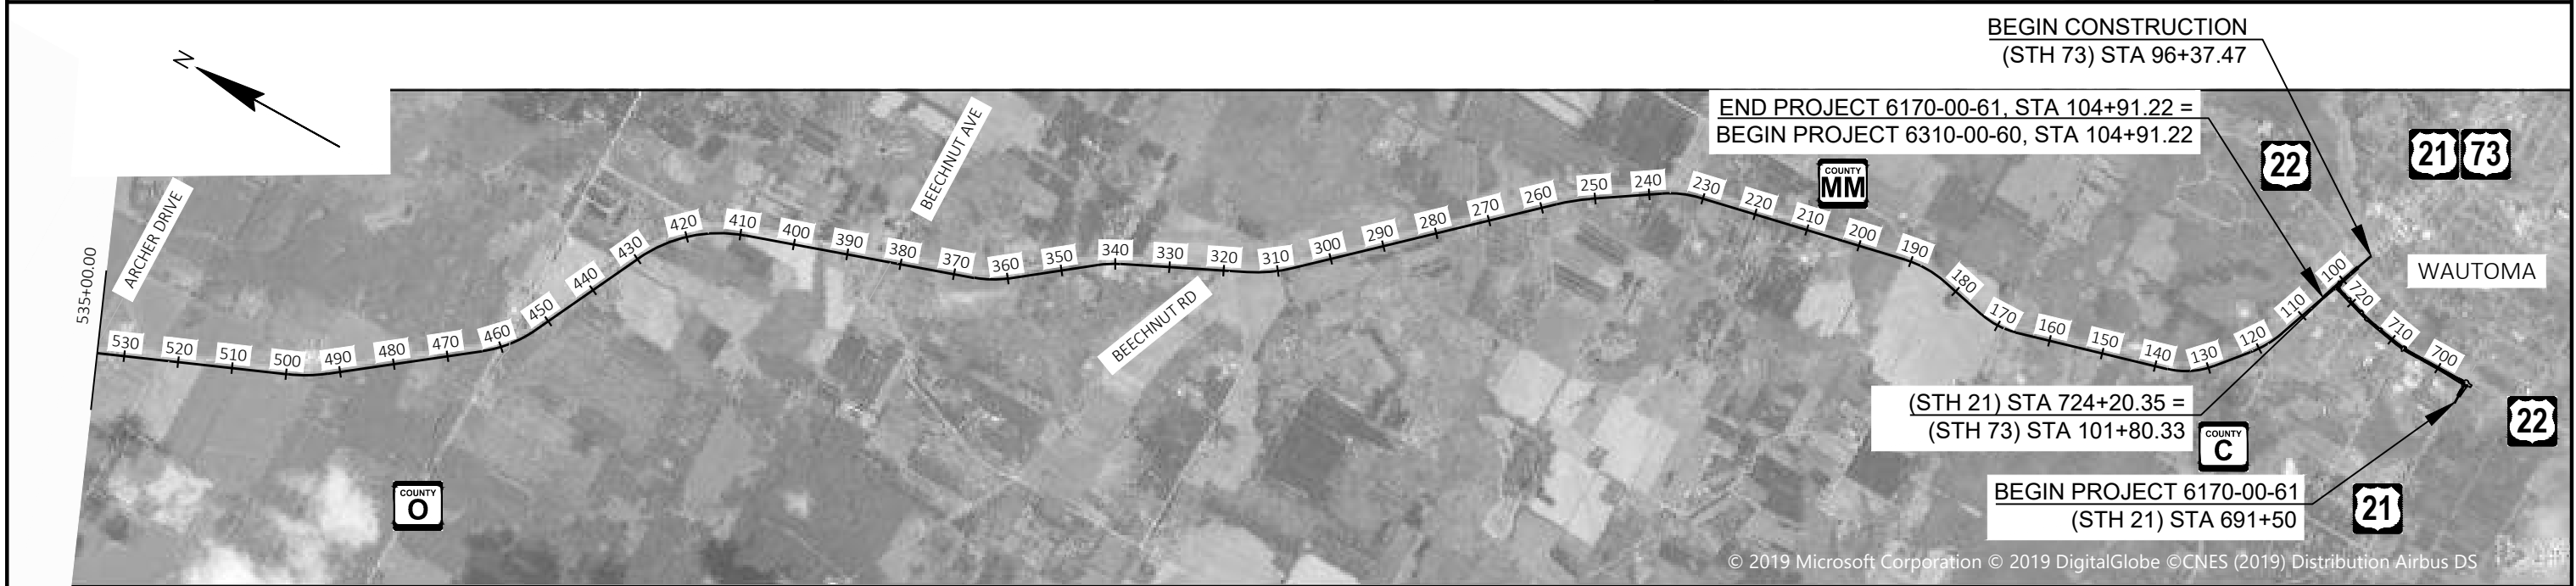 N
BEGIN CONSTRUCTION
(STH 73) STA 96+37.47
END PROJECT 6170-00-61, STA 104+91.22 =
BEGIN PROJECT 6310-00-60, STA 104+91.22
COUNTY
MM
22
21
73
WAUTOMA
ARCHER DRIVE
BEECHNUT AVE
BEECHNUT RD
535+00.00
530
520
510
500
490
480
470
460
450
440
430
420
410
400
390
380
370
360
350
340
330
320
310
300
290
280
270
260
250
240
230
220
210
200
190
180
170
160
150
140
130
120
110
100
720
710
700
(STH 21) STA 724+20.35 =
(STH 73) STA 101+80.33
COUNTY
C
22
BEGIN PROJECT 6170-00-61
(STH 21) STA 691+50
21
COUNTY
O
© 2019 Microsoft Corporation © 2019 DigitalGlobe ©CNES (2019) Distribution Airbus DS